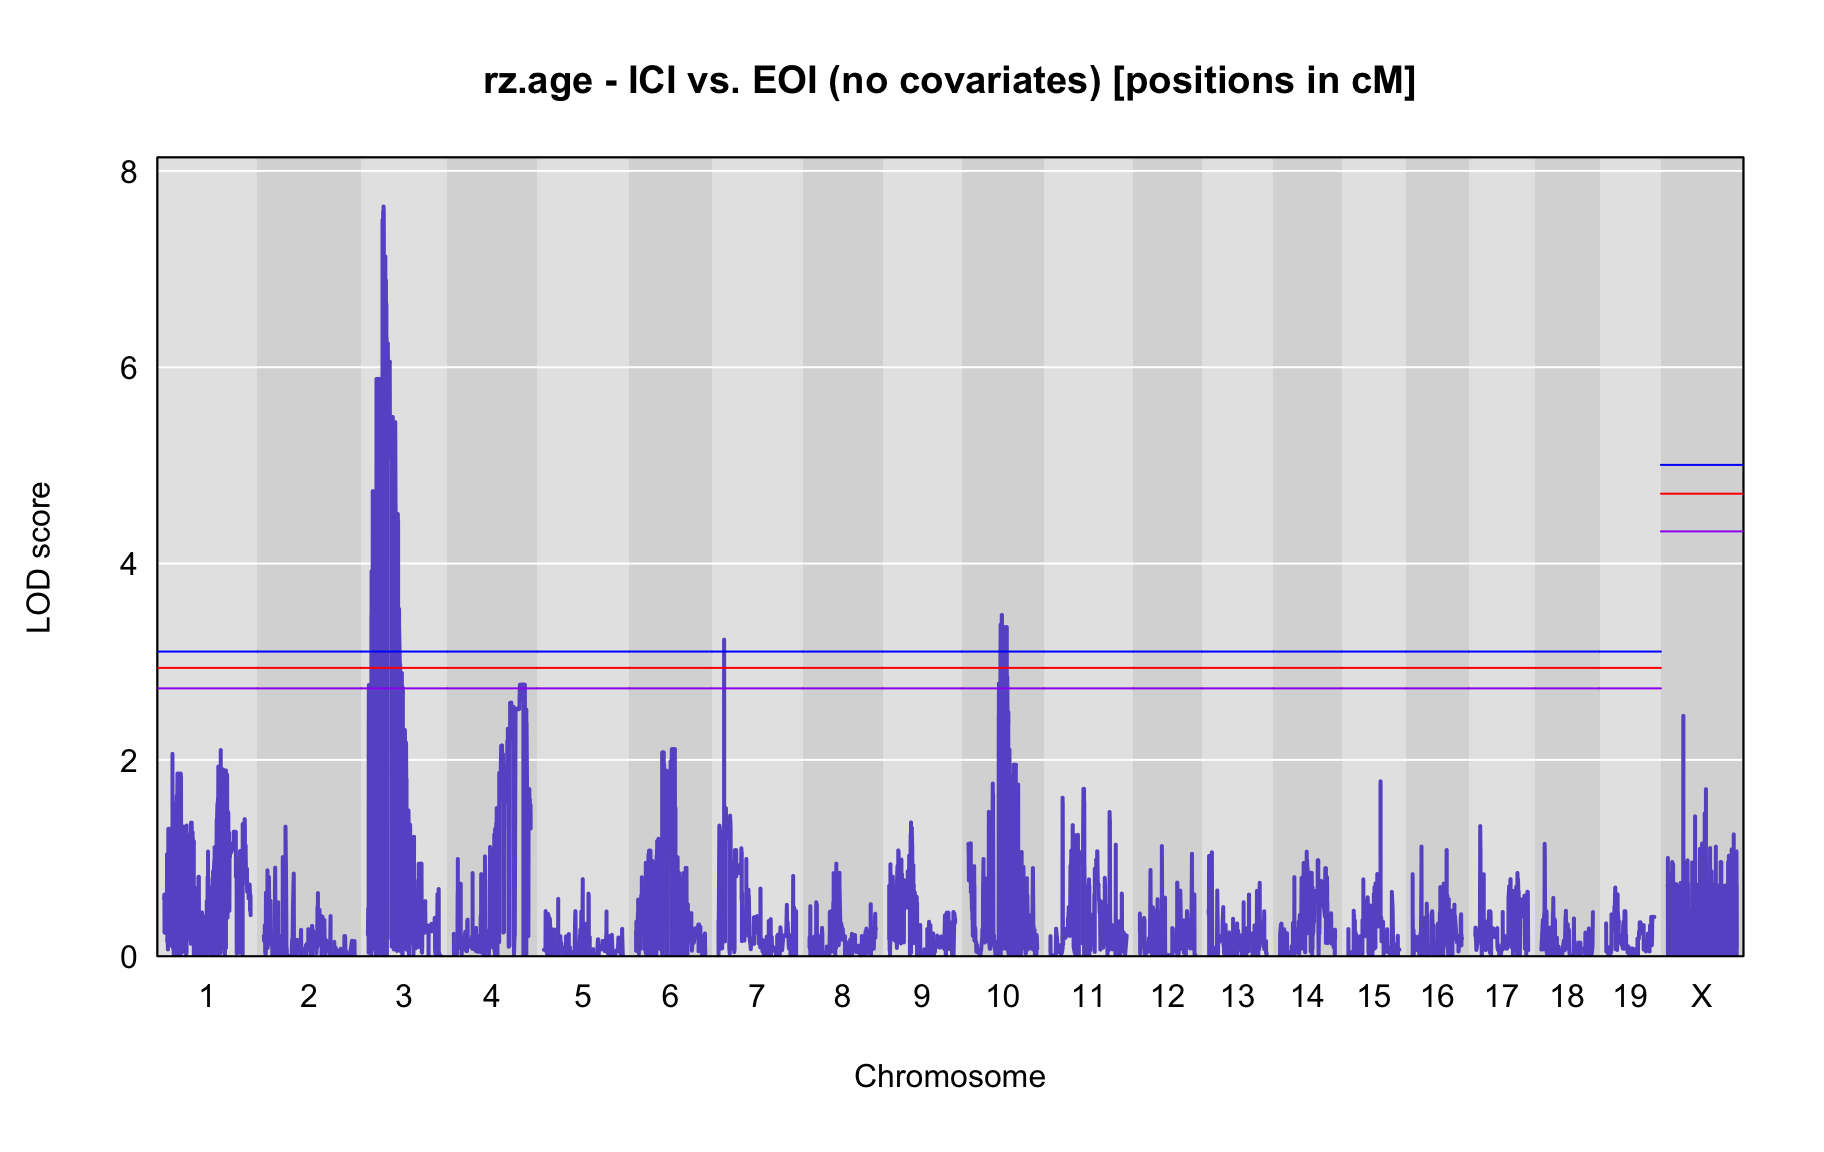 rz.age - ICI vs. EOI (no covariates) [positions in cM]
8
6
4
2
0
LOD score
1 2 3 4 5 6 7 8 9 10 11 12 13 14 15 16 17 18 19 X
Chromosome